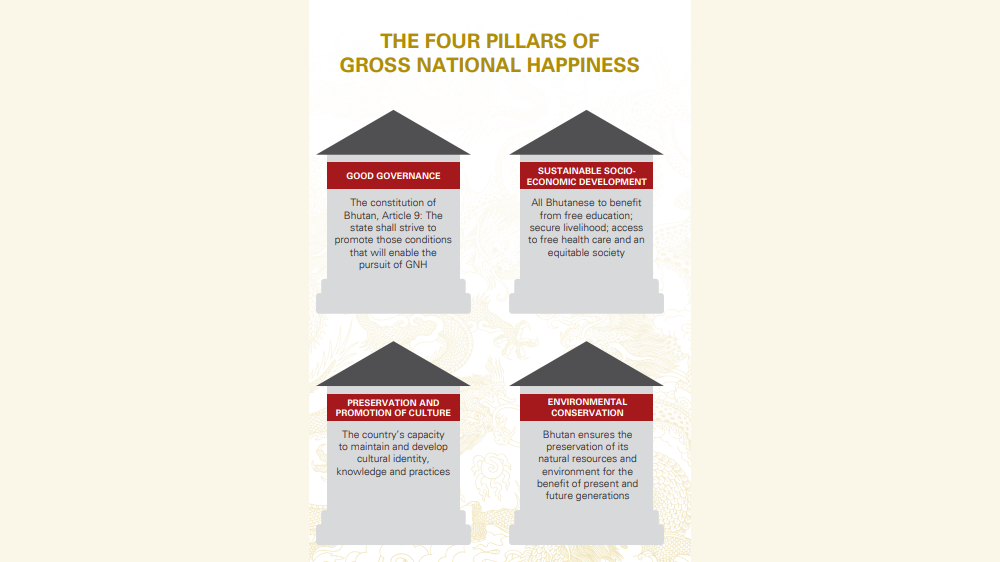 THE FOUR PILLARS OF
GROSS NATIONAL HAPPINESS
GOOD GOVERNANCE
The constitution of
Bhutan, Article 9: The
state shall strive to
promote those conditions
that will enable the
pursuit of GNH
SUSTAINABLE SOCIO-
ECONOMIC DEVELOPMENT
All Bhutanese to benefit
from free education;
secure livelihood; access
to free health care and an
equitable society
PRESERVATION AND
PROMOTION OF CULTURE
The country's capacity
to maintain and develop
cultural identity,
knowledge and practices
ENVIRONMENTAL
CONSERVATION
Bhutan ensures the
preservation of its
natural resources and
environment for the
benefit of present and
future generations